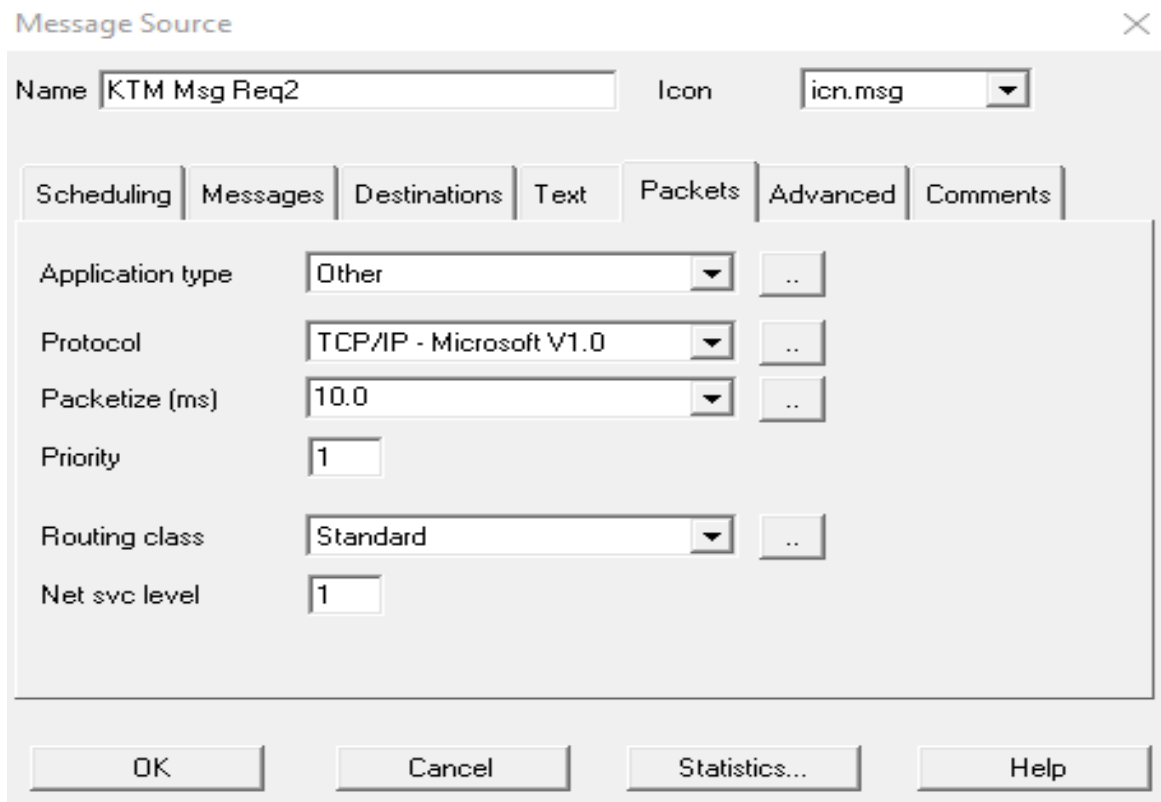 Message Source
Name KTM Msg Req2 Icon icn.msg
Scheduling Messages Destinations Text Packets Advanced Comments
Application type Other ..
Protocol TCP/IP - Microsoft V1.0 ..
Packetize (ms) 10.0 ..
Priority 1
Routing class Standard ..
Net svc level 1
OK Cancel Statistics... Help